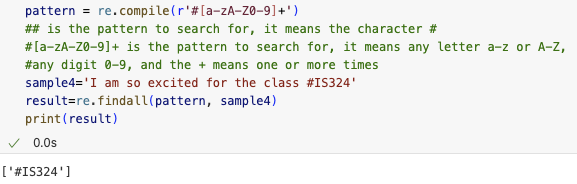 pattern = re.compile(r'#[a-zA-Z0-9]+')
## is the pattern to search for, it means the character #
#[a-zA-Z0-9]+ is the pattern to search for, it means any letter a-z or A-Z,
#any digit 0-9, and the + means one or more times
sample4='I am so excited for the class #IS324'
result=re.findall(pattern, sample4)
print(result)
✓ 0.0s
['#IS324']